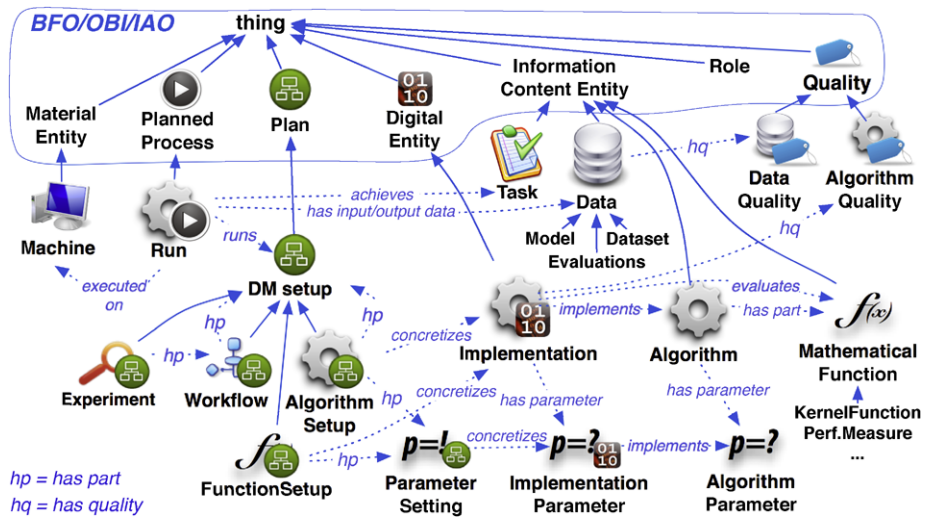 BFO/OBI/IAO
thing
Material
Entity
Planned
Process
Plan
01
10
Digital
Entity
Information
Content Entity
Role
Quality
Task
Data
hq
Data
Quality
Algorithm
Quality
achieves
has input/output data
Machine
Run
runs
Model
Dataset
Evaluations
hq
executed
on
DM setup
01
10
implements
evaluates
has part
f(x)
hp
hp
concretizes
Implementation
Algorithm
Mathematical
Function
hp
Experiment
Workflow
Algorithm
Setup
hp
concretizes
has parameter
has parameter
KernelFunction
Perf.Measure
...
f
hp
p=!
concretizes
p=?
01
10
implements
p=?
FunctionSetup
Parameter
Setting
Implementation
Parameter
Algorithm
Parameter
hp = has part
hq = has quality